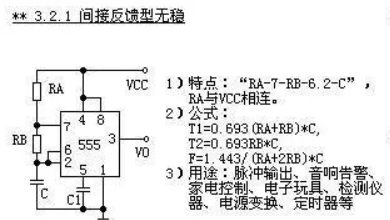 ** 3.2.1 间接反馈型无稳
RA
VCC
4
8
7
RB
555
3
VO
6
2
5
1
C
C1
1）特点：“RA-7-RB-6.2-C”，
RA与VCC相连。
2）公式：
T1=0.693(RA+RB)*C,
T2=0.693RB*C,
F=1.443/(RA+2RB)*C
3）用途：脉冲输出、音响告警、
家电控制、电子玩具、检测仪
器、电源变换、定时器等